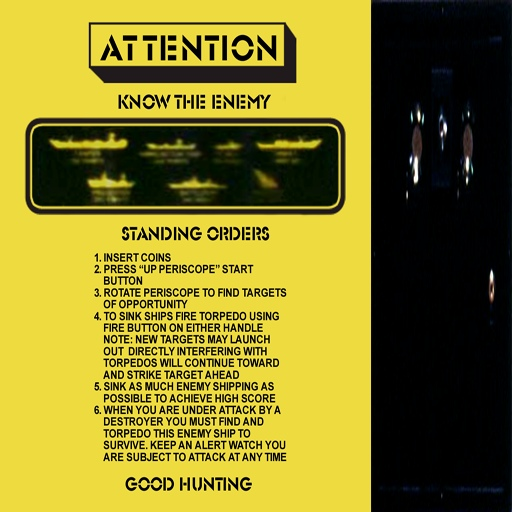 ATTENTION
KNOW THE ENEMY
STANDING ORDERS
1. INSERT COINS
2. PRESS “UP PERISCOPE” START
BUTTON
3. ROTATE PERISCOPE TO FIND TARGETS
OF OPPORTUNITY
4. TO SINK SHIPS FIRE TORPEDO USING
FIRE BUTTON ON EITHER HANDLE
NOTE: NEW TARGETS MAY LAUNCH
OUT DIRECTLY INTERFERING WITH
TORPEDOS WILL CONTINUE TOWARD
AND STRIKE TARGET AHEAD
5. SINK AS MUCH ENEMY SHIPPING AS
POSSIBLE TO ACHIEVE HIGH SCORE
6. WHEN YOU ARE UNDER ATTACK BY A
DESTROYER YOU MUST FIND AND
TORPEDO THIS ENEMY SHIP TO
SURVIVE. KEEP AN ALERT WATCH YOU
ARE SUBJECT TO ATTACK AT ANY TIME
GOOD HUNTING